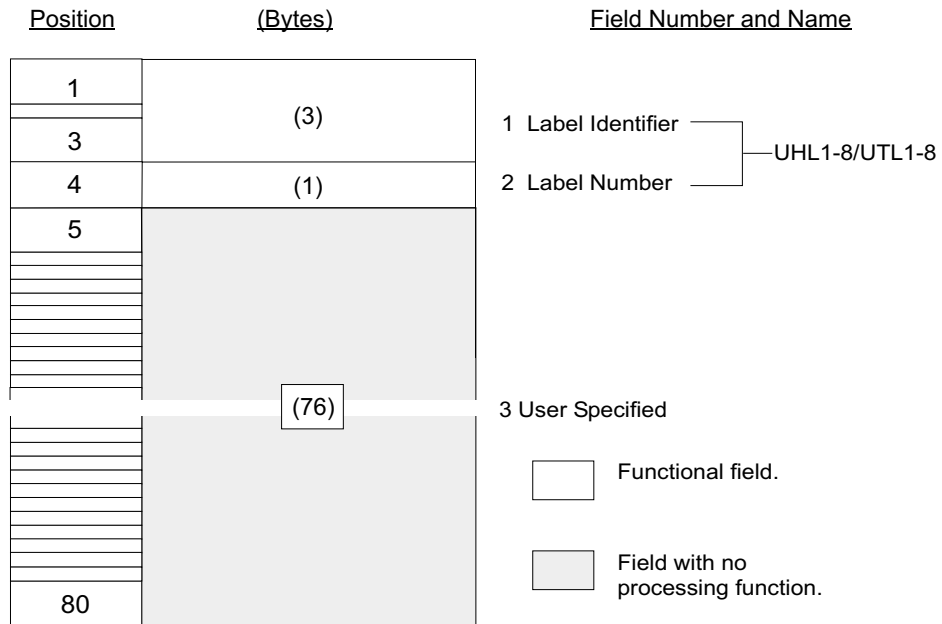 Position (Bytes) Field Number and Name
1
3
(3)
1 Label Identifier
UHL1-8/UTL1-8
4
(1)
2 Label Number
5
(76)
3 User Specified
Functional field.
Field with no
processing function.
80